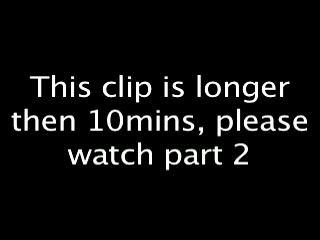 This clip is longer
then 10mins, please
watch part 2